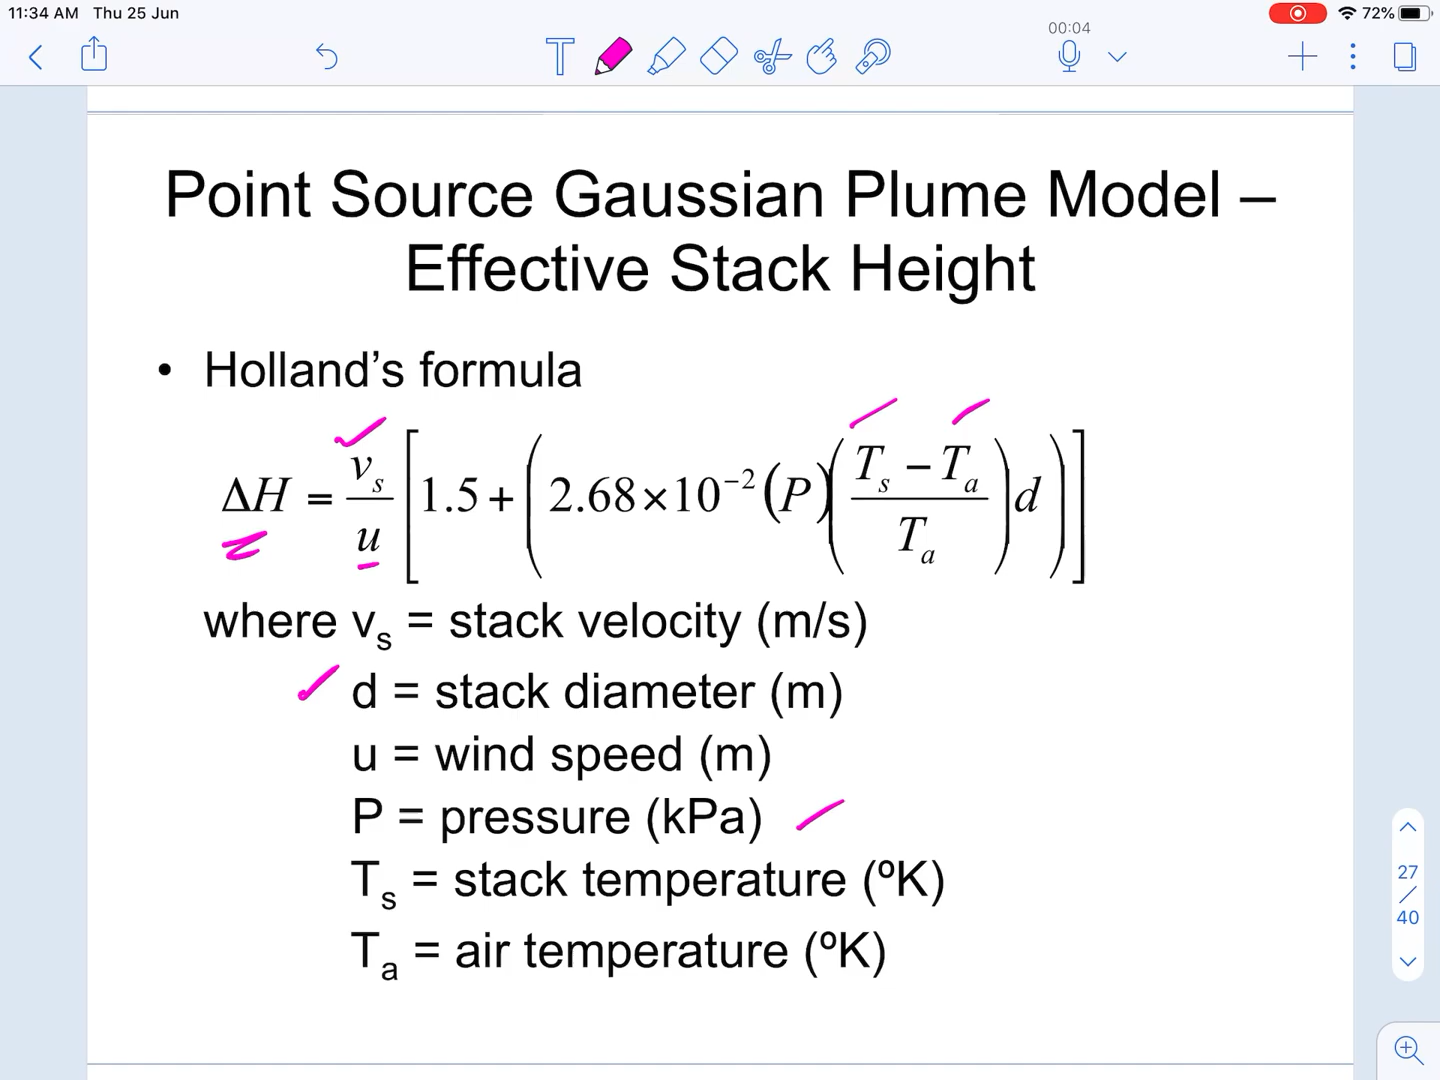 11:34 AM Thu 25 Jun 72%
00:04
T
Point Source Gaussian Plume Model –
Effective Stack Height
• Holland’s formula
ΔH = v_s/u [1.5 + (2.68×10⁻² (P) ((T_s − T_a)/T_a) d)]
where v_s = stack velocity (m/s)
d = stack diameter (m)
u = wind speed (m)
P = pressure (kPa)
T_s = stack temperature (ºK)
T_a = air temperature (ºK)
27
/
40